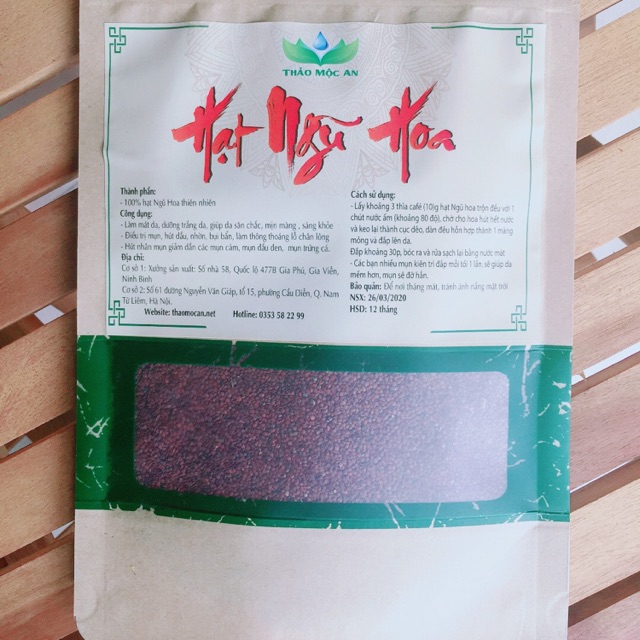 THẢO MỘC AN
Hạt Ngũ Hoa
Thành phần:
- 100% hạt Ngũ Hoa thiên nhiên
Công dụng:
- Làm mát da, dưỡng trắng da, giúp da săn chắc, mịn màng , sáng khỏe
- Điều trị mụn, hút dầu, nhờn, bụi bẩn, làm thông thoáng lỗ chân lông
- Hút nhân mụn giảm dần các mụn cám, mụn đầu đen, mụn trứng cá.
Địa chỉ:
Cơ sở 1: Xưởng sản xuất: Số nhà 58, Quốc lộ 477B Gia Phú, Gia Viễn,
Ninh Bình
Cơ sở 2: Số 61 đường Nguyễn Văn Giáp, tổ 15, phường Cầu Diễn, Q. Nam
Từ Liêm, Hà Nội.
Website: thaomocan.net Hotline: 0353 58 22 99
Cách sử dụng:
- Lấy khoảng 3 thìa café (10)g hạt Ngũ hoa trộn đều với 1
chút nước ấm (khoảng 80 độ), chờ cho hoa hút hết nước
và keo lại thành cục dẻo, dàn đều hỗn hợp thành 1 màng
mỏng và đắp lên da.
Đắp khoảng 30p, bóc ra và rửa sạch lại bằng nước mát
- Các bạn nhiều mụn kiên trì đắp mỗi tối 1 lần, sẽ giúp da
mềm hơn, mụn sẽ đỡ hẳn.
Bảo quản: Để nơi thoáng mát, tránh ánh nắng mặt trời
NSX: 26/03/2020
HSD: 12 tháng